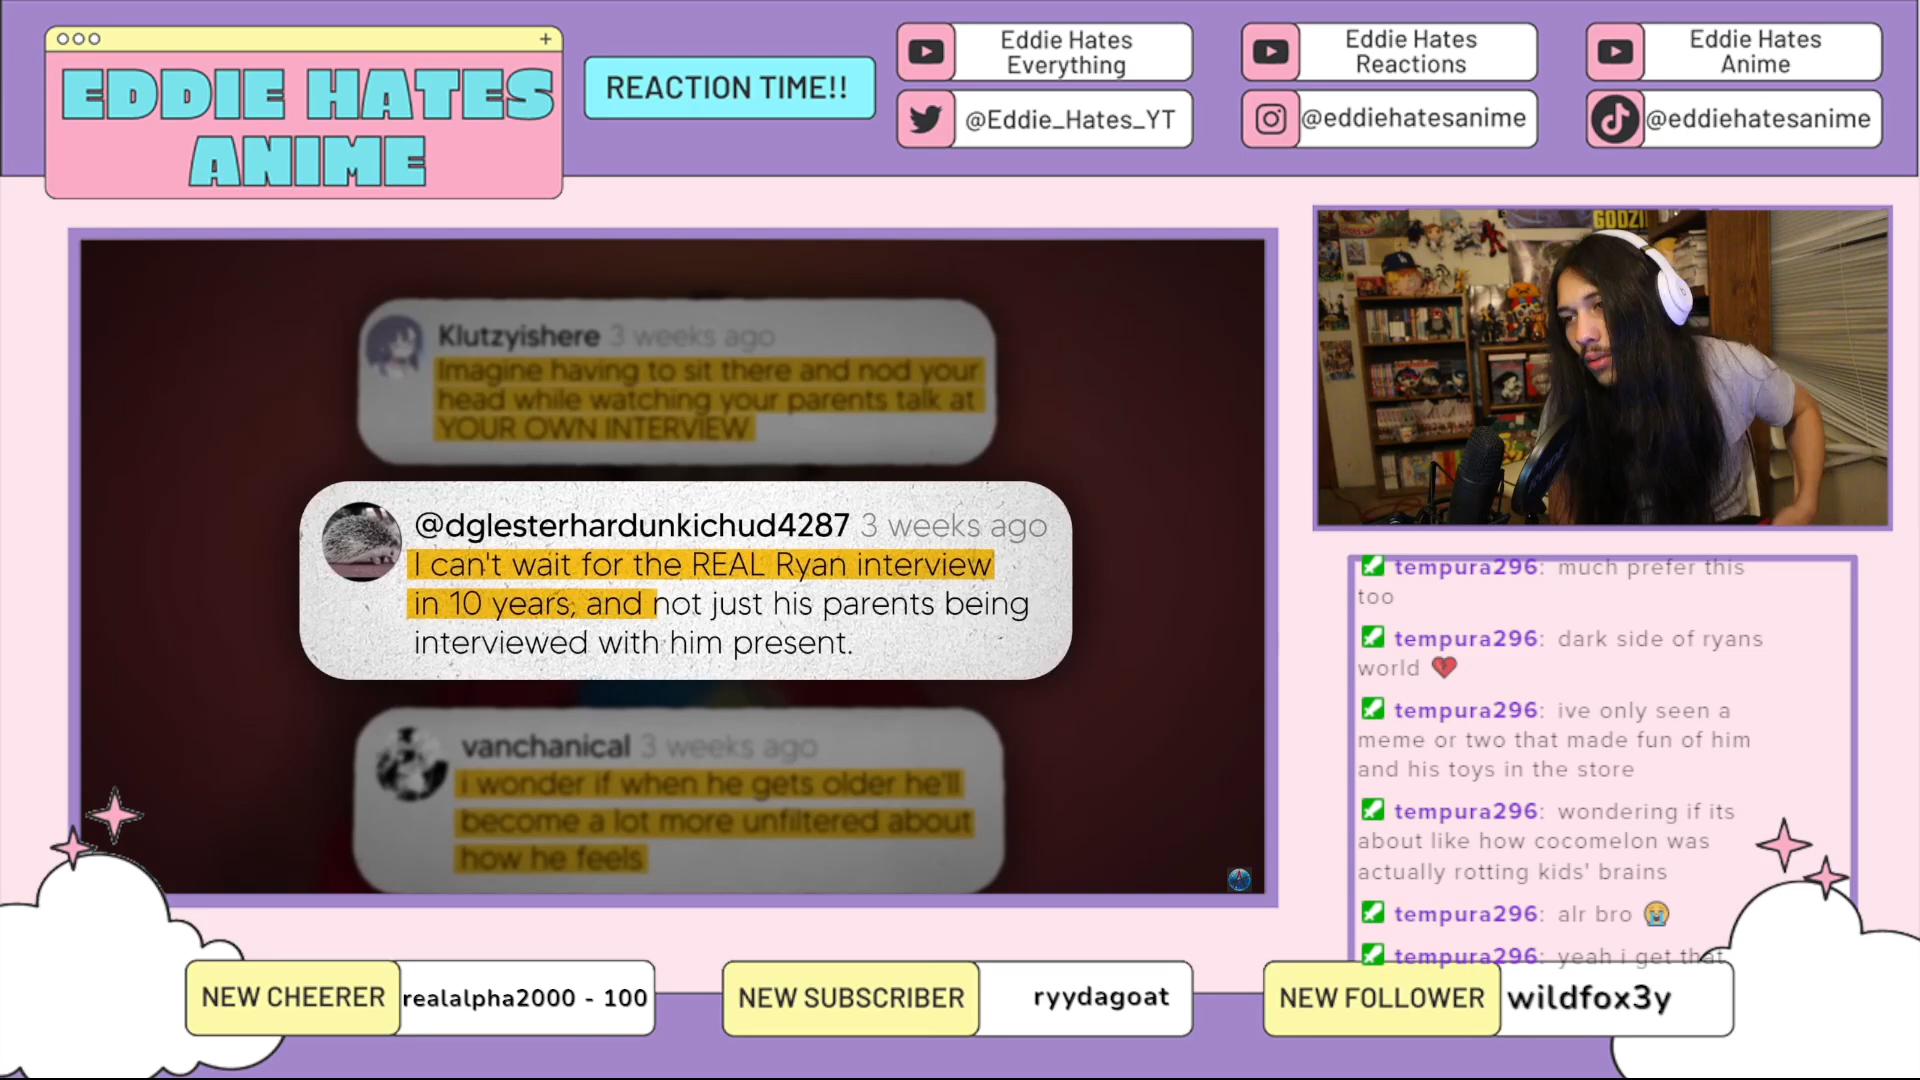 EDDIE HATES
ANIME
REACTION TIME!!
Eddie Hates
Everything
Eddie Hates
Reactions
Eddie Hates
Anime
@Eddie_Hates_YT
@eddiehatesanime
@eddiehatesanime
GODZI
Klutzyishere 3 weeks ago
Imagine having to sit there and nod your
head while watching your parents talk at
YOUR OWN INTERVIEW
@dglesterhardunkichud4287 3 weeks ago
I can't wait for the REAL Ryan interview
in 10 years, and not just his parents being
interviewed with him present.
vanchanical 3 weeks ago
i wonder if when he gets older he'll
become a lot more unfiltered about
how he feels
tempura296: much prefer this
too
tempura296: dark side of ryans
world 💔
tempura296: ive only seen a
meme or two that made fun of him
and his toys in the store
tempura296: wondering if its
about like how cocomelon was
actually rotting kids' brains
tempura296: alr bro 😭
tempura296: yeah i get that
NEW CHEERER realalpha2000 - 100
NEW SUBSCRIBER ryydagoat
NEW FOLLOWER wildfox3y